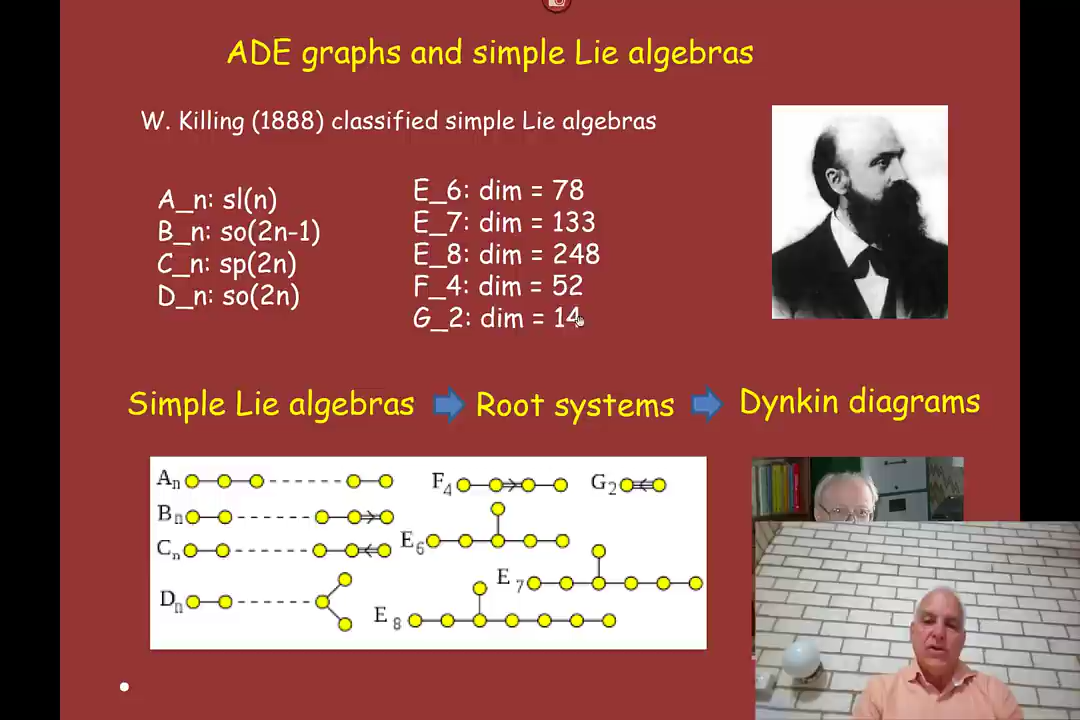 ADE graphs and simple Lie algebras
W. Killing (1888) classified simple Lie algebras
A_n: sl(n)
B_n: so(2n-1)
C_n: sp(2n)
D_n: so(2n)
E_6: dim = 78
E_7: dim = 133
E_8: dim = 248
F_4: dim = 52
G_2: dim = 14
Simple Lie algebras
Root systems
Dynkin diagrams
An
Bn
Cn
Dn
F4
G2
E6
E7
E8